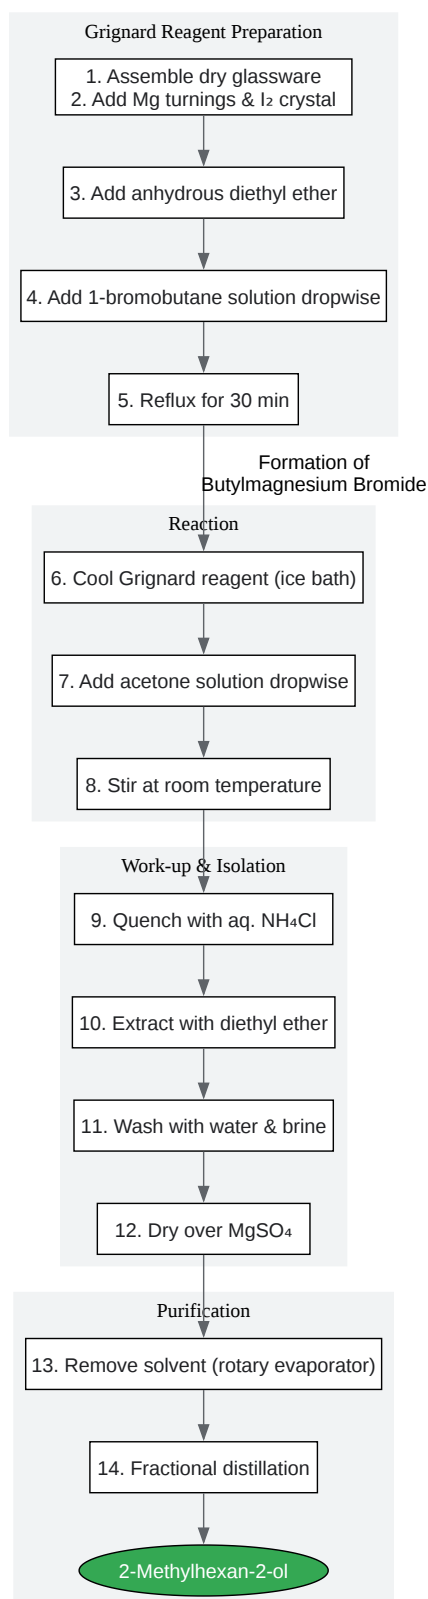 Grignard Reagent Preparation
1. Assemble dry glassware
2. Add Mg turnings & I₂ crystal
3. Add anhydrous diethyl ether
4. Add 1-bromobutane solution dropwise
5. Reflux for 30 min
Formation of
Butylmagnesium Bromide
Reaction
6. Cool Grignard reagent (ice bath)
7. Add acetone solution dropwise
8. Stir at room temperature
Work-up & Isolation
9. Quench with aq. NH₄Cl
10. Extract with diethyl ether
11. Wash with water & brine
12. Dry over MgSO₄
Purification
13. Remove solvent (rotary evaporator)
14. Fractional distillation
2-Methylhexan-2-ol